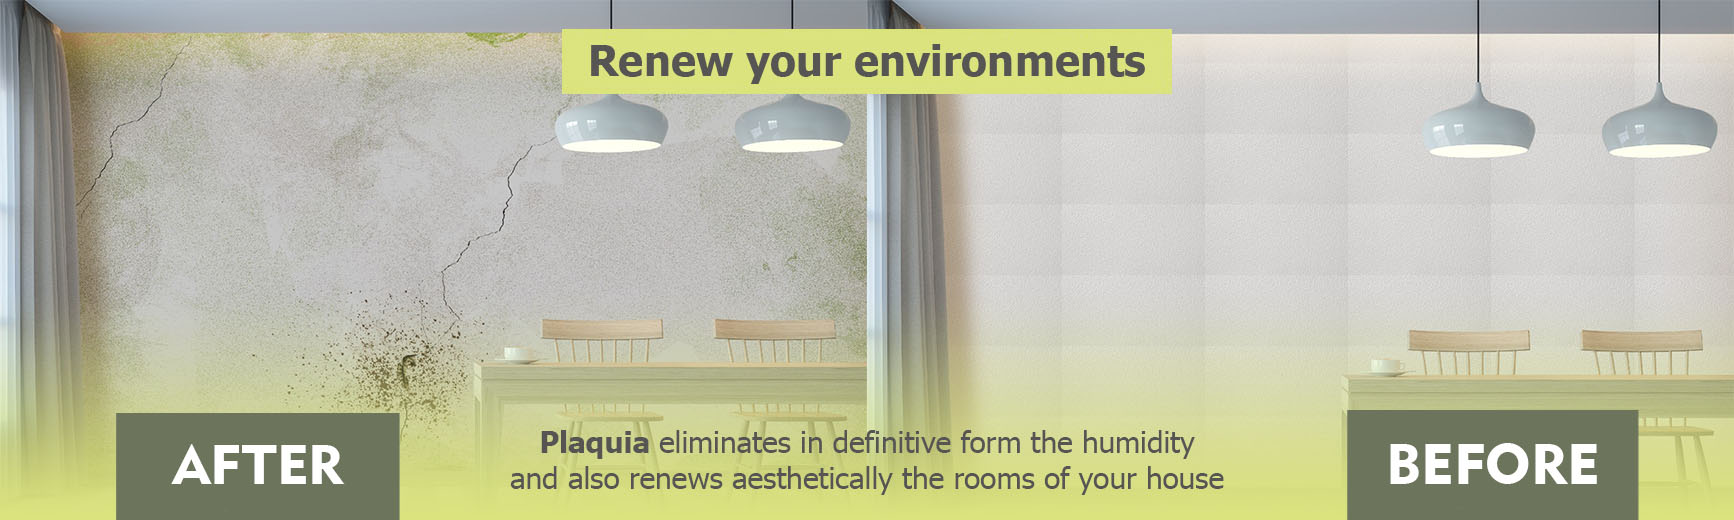 Renew your environments
AFTER
Plaquia eliminates in definitive form the humidity
and also renews aesthetically the rooms of your house
BEFORE